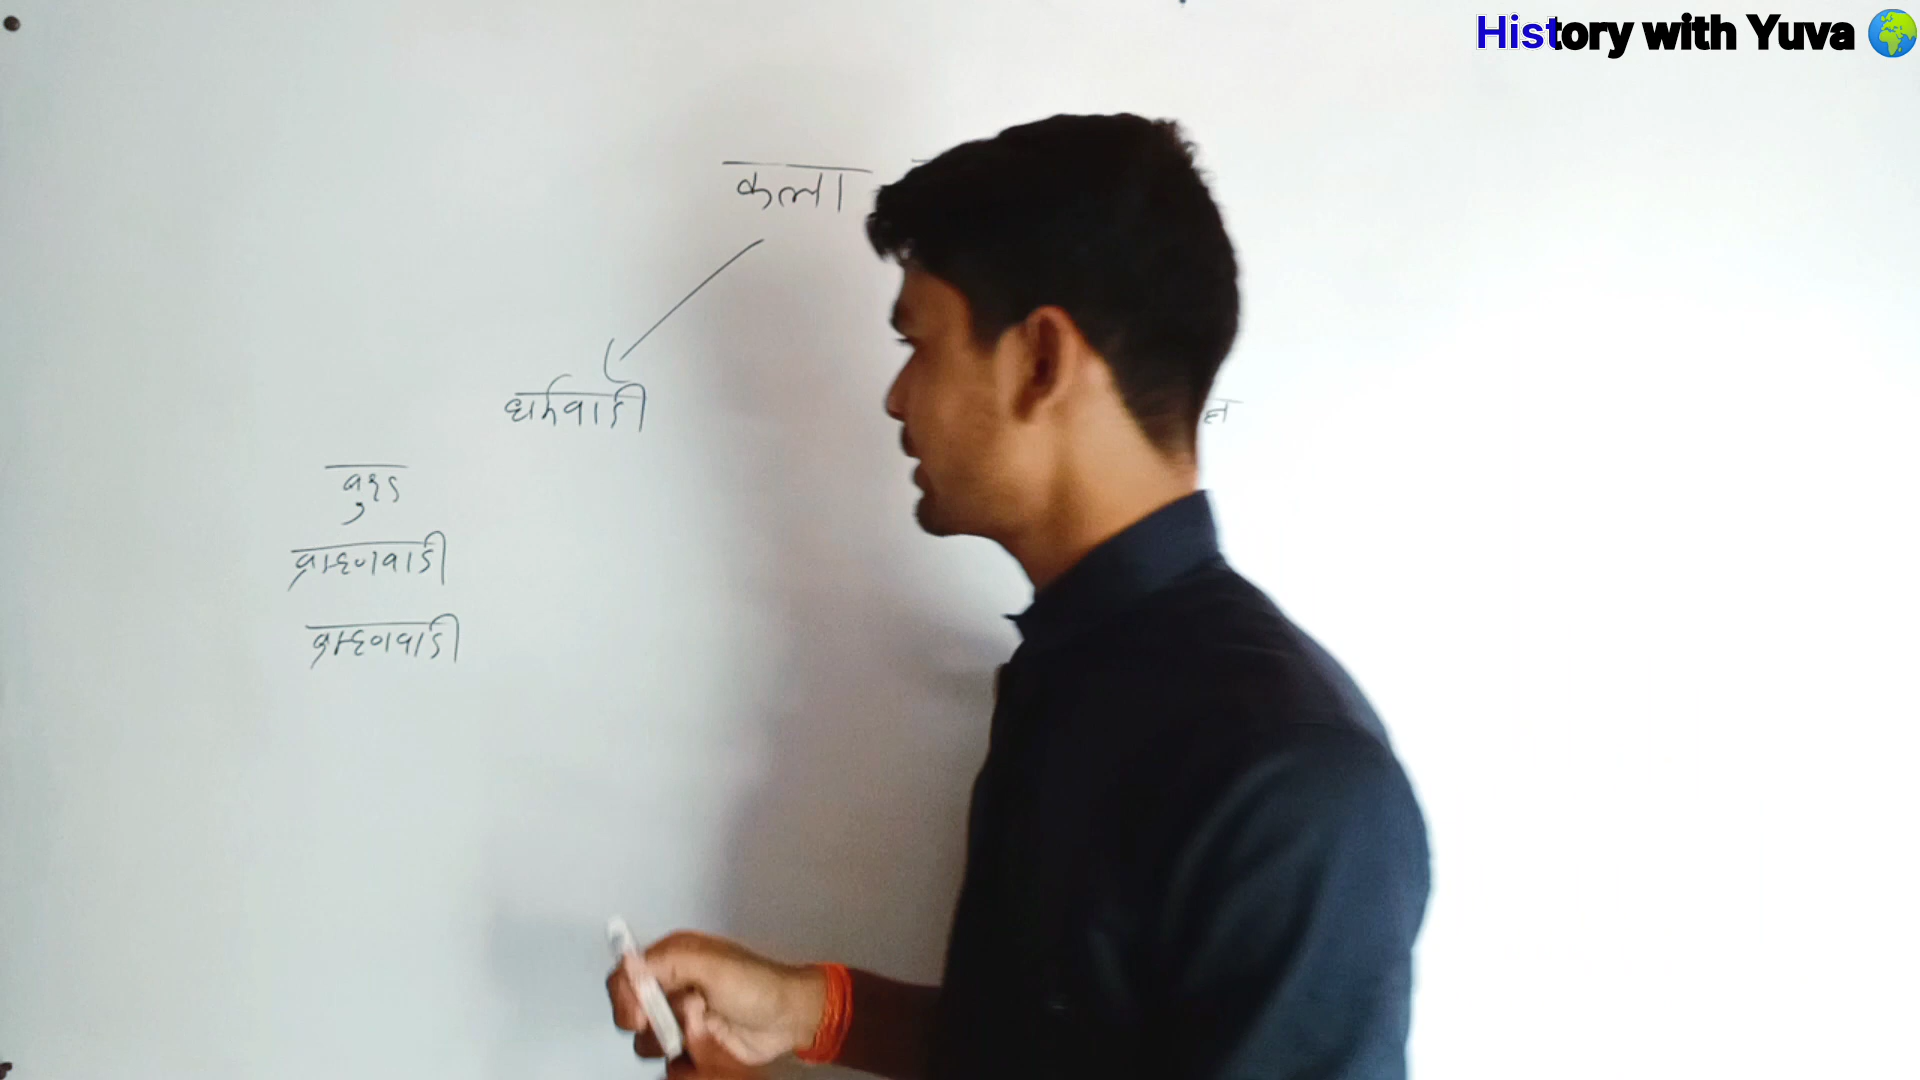 History with Yuva
कला
धर्मवादी
बुद्ध
ब्राह्मणवादी
ब्राह्मणवादी